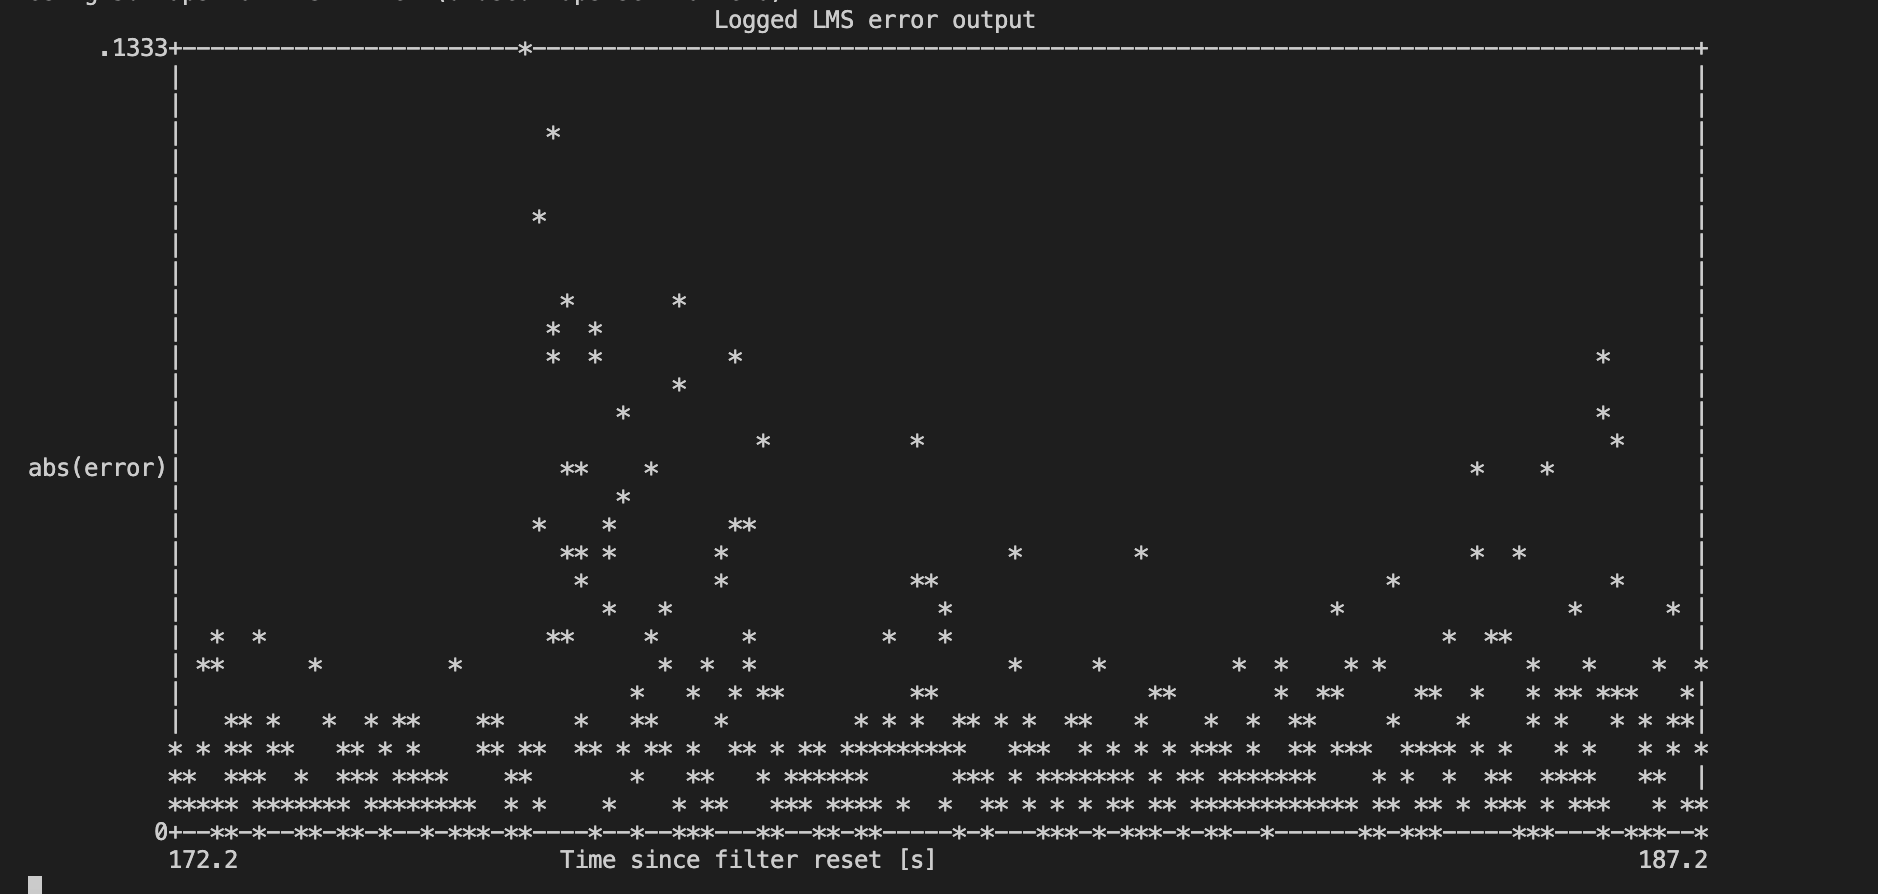 Logged LMS error output
.1333
abs(error)
0
172.2 Time since filter reset [s] 187.2